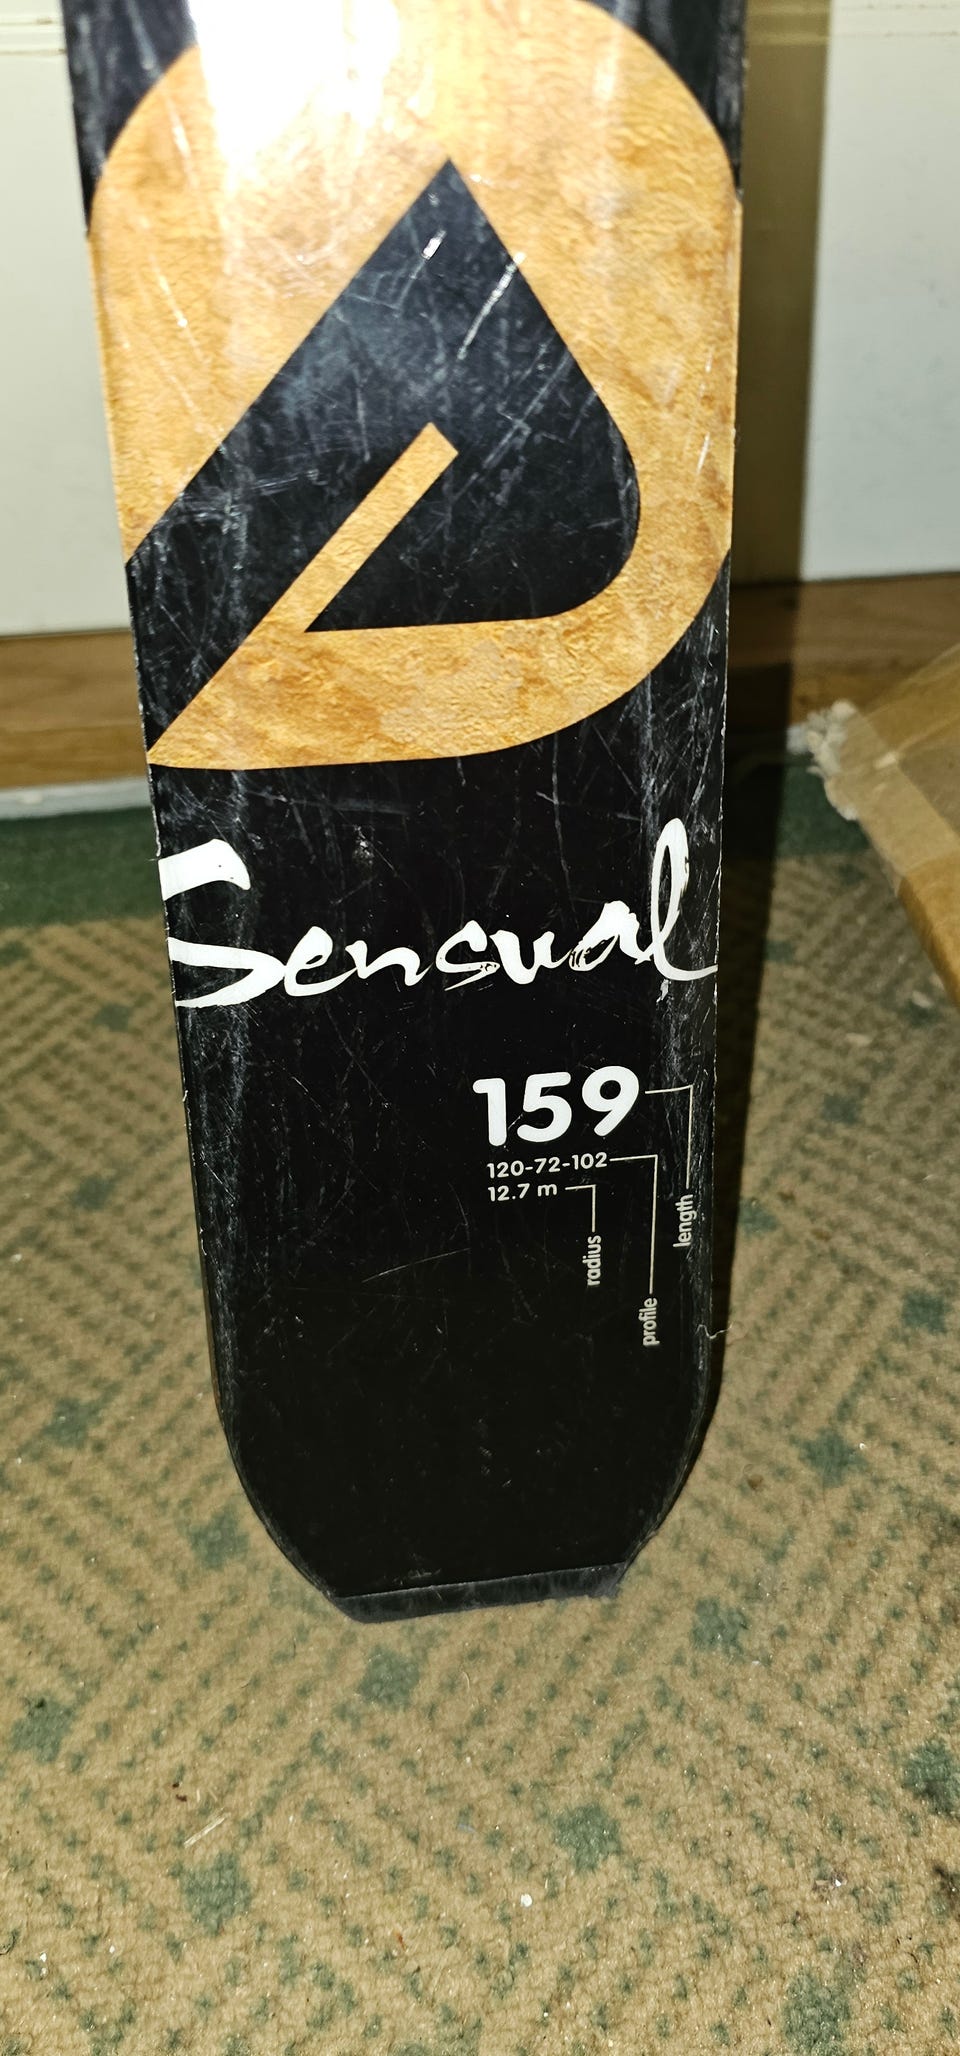 Sensual
159
120-72-102
12.7 m
length
radius
profile